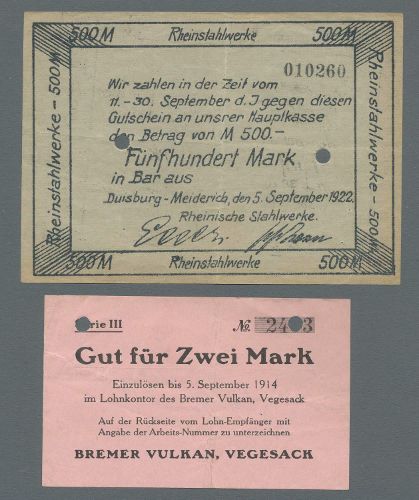 500M Rheinstahlwerke 500M
010260
Wir zahlen in der Zeit vom
11.-30. September d. J gegen diesen
Gutschein an unsrer Hauptkasse
den Betrag von M 500.-
Fünfhundert Mark
in Bar aus
Duisburg-Meiderich, den 5. September 1922.
Rheinische Stahlwerke.
Rheinstahlwerke - 500M
Rheinstahlwerke - 500M
500M Rheinstahlwerke 500M
Serie III № 24
Gut für Zwei Mark
Einzulösen bis 5. September 1914
im Lohnkontor des Bremer Vulkan, Vegesack
Auf der Rückseite vom Lohn-Empfänger mit
Angabe der Arbeits-Nummer zu unterzeichnen
BREMER VULKAN, VEGESACK